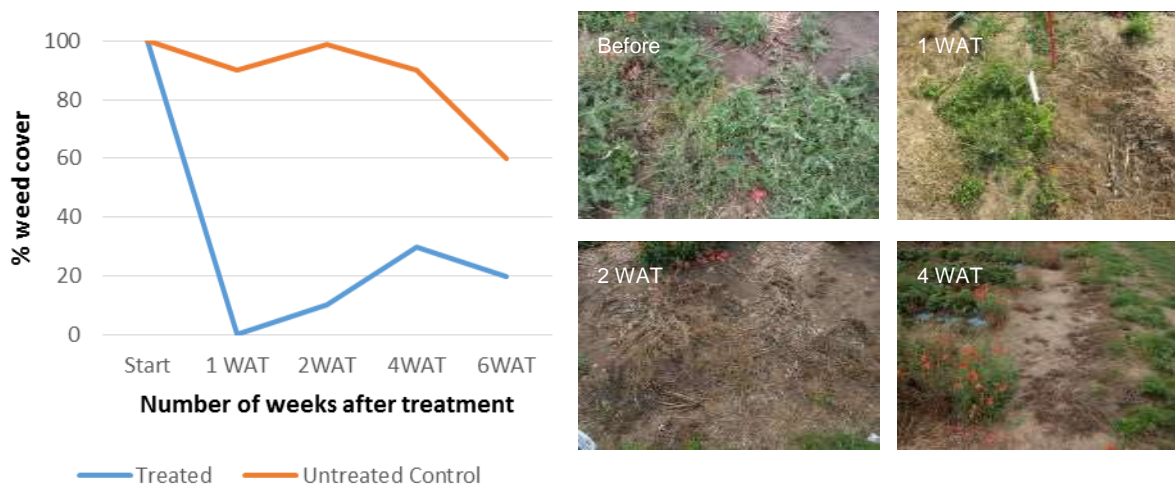 100
80
60
40
20
0
% weed cover
Start 1 WAT 2WAT 4WAT 6WAT
Number of weeks after treatment
Treated Untreated Control
Before
1 WAT
2 WAT
4 WAT